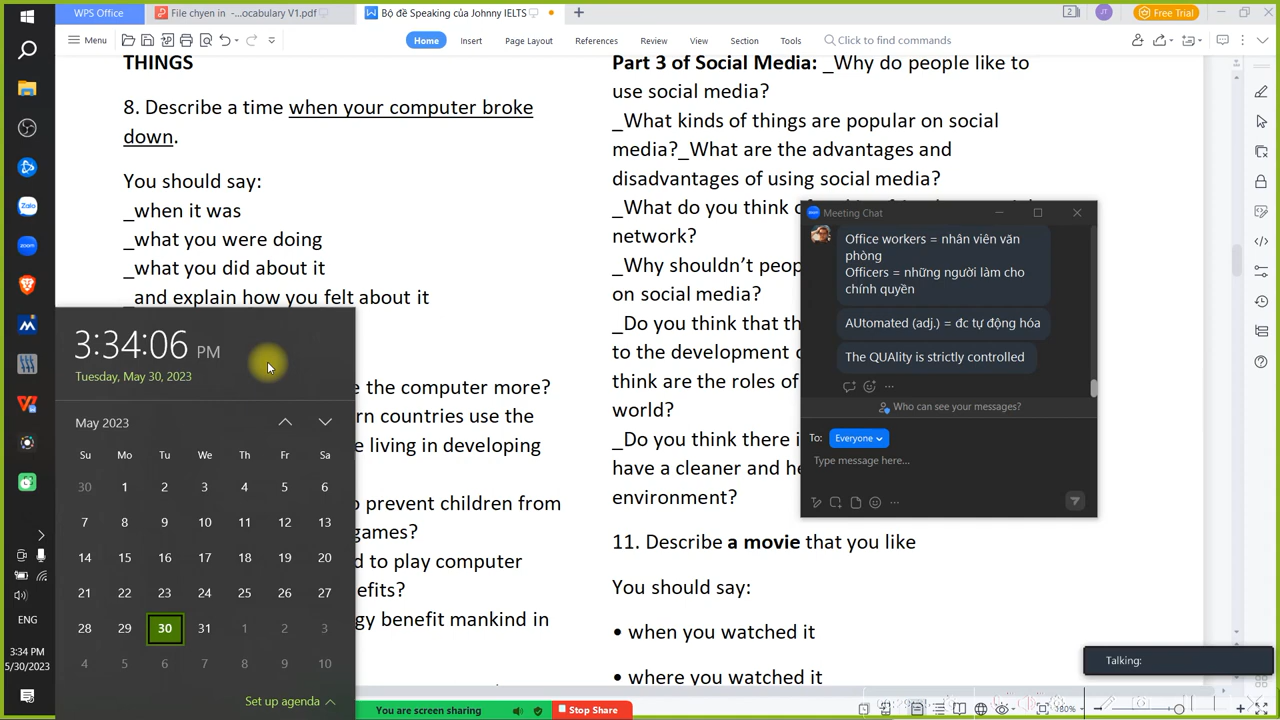 WPS Office
File chyen in -...ocabulary V1.pdf
Bộ đề Speaking của Johnny IELTS
2
JT
Free Trial
Menu
Home
Insert
Page Layout
References
Review
View
Section
Tools
Click to find commands
THINGS
8. Describe a time when your computer broke
down.
You should say:
_when it was
_what you were doing
_what you did about it
_and explain how you felt about it
e the computer more?
rn countries use the
e living in developing
o prevent children from
games?
d to play computer
efits?
gy benefit mankind in
Part 3 of Social Media: _Why do people like to
use social media?
_What kinds of things are popular on social
media?_What are the advantages and
disadvantages of using social media?
_What do you think
network?
_Why shouldn't peop
on social media?
_Do you think that th
to the development
think are the roles of
world?
_Do you think there i
have a cleaner and he
environment?
11. Describe a movie that you like
You should say:
• when you watched it
• where you watched it
Meeting Chat
Office workers = nhân viên văn
phòng
Officers = những người làm cho
chính quyền
AUtomated (adj.) = đc tự động hóa
The QUAlity is strictly controlled
Who can see your messages?
To: Everyone
Type message here...
Talking:
3:34:06 PM
Tuesday, May 30, 2023
May 2023
Su Mo Tu We Th Fr Sa
30 1 2 3 4 5 6
7 8 9 10 11 12 13
14 15 16 17 18 19 20
21 22 23 24 25 26 27
28 29 30 31 1 2 3
4 5 6 7 8 9 10
Set up agenda
Zalo
zoom
ENG
3:34 PM
5/30/2023
You are screen sharing
Stop Share
180%